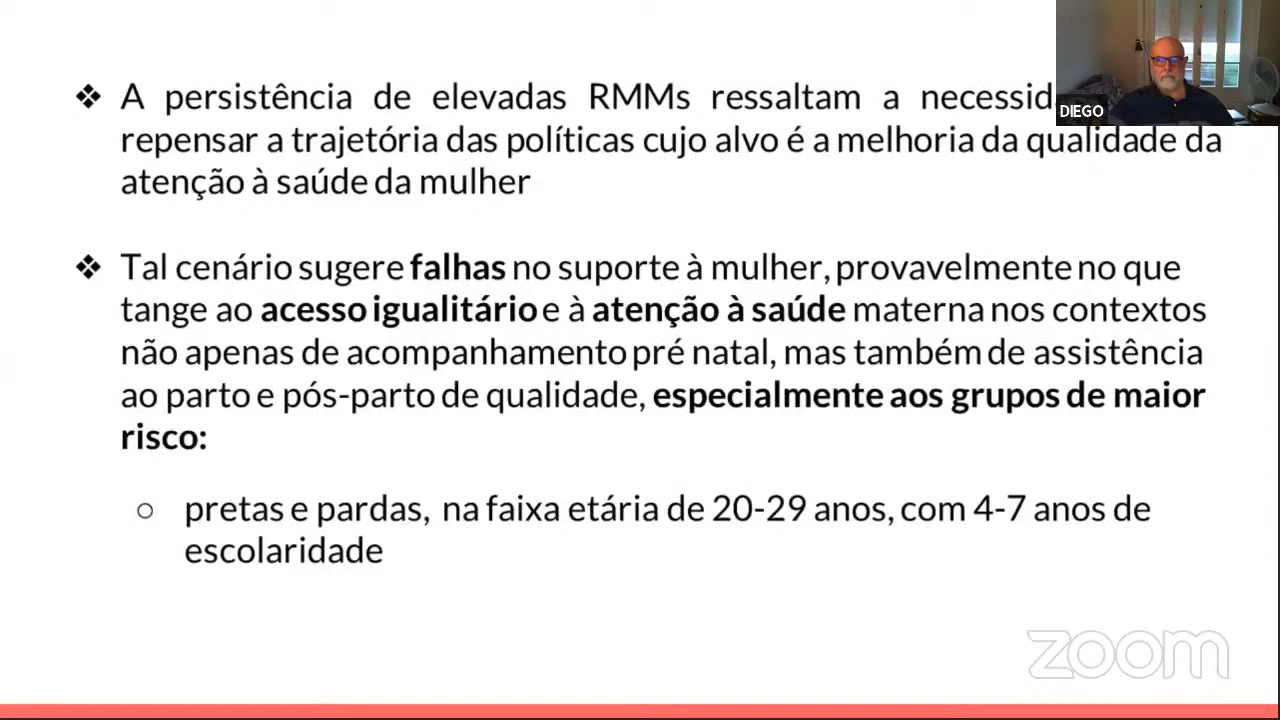 ❖ A persistência de elevadas RMMs ressaltam a
repensar a trajetória das políticas cujo alvo é a melhoria da qualidade da
atenção à saúde da mulher
❖ Tal cenário sugere falhas no suporte à mulher, provavelmente no que
tange ao acesso igualitário e à atenção à saúde materna nos contextos
não apenas de acompanhamento pré natal, mas também de assistência
ao parto e pós-parto de qualidade, especialmente aos grupos de maior
risco:
○ pretas e pardas, na faixa etária de 20-29 anos, com 4-7 anos de
escolaridade
DIEGO
zoom